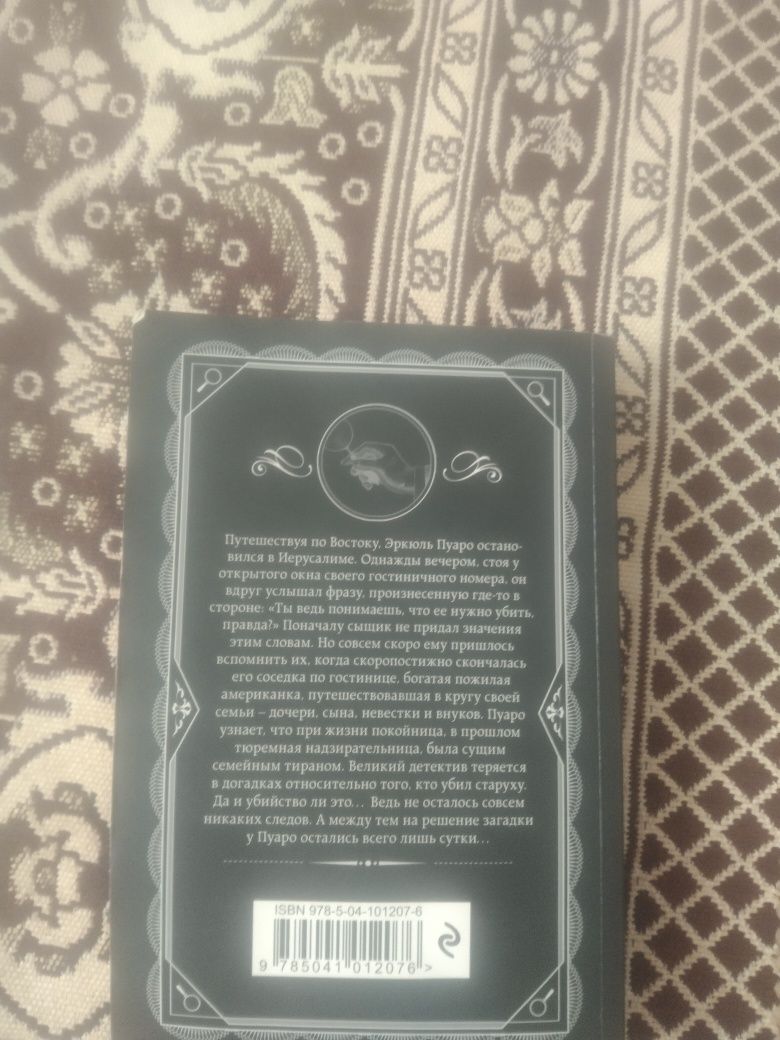 Путешествуя по Востоку, Эркюль Пуаро остано-
вился в Иерусалиме. Однажды вечером, стоя у
открытого окна своего гостиничного номера, он
вдруг услышал фразу, произнесенную где-то в
стороне: «Ты ведь понимаешь, что ее нужно убить,
правда?» Поначалу сыщик не придал значения
этим словам. Но совсем скоро ему пришлось
вспомнить их, когда скоропостижно скончалась
его соседка по гостинице, богатая пожилая
американка, путешествовавшая в кругу своей
семьи – дочери, сына, невестки и внуков. Пуаро
узнает, что при жизни покойница, в прошлом
тюремная надзирательница, была сущим
семейным тираном. Великий детектив теряется
в догадках относительно того, кто убил старуху.
Да и убийство ли это... Ведь не осталось совсем
никаких следов. А между тем на решение загадки
у Пуаро остались всего лишь сутки...
ISBN 978-5-04-101207-6
9 785041 012076 >